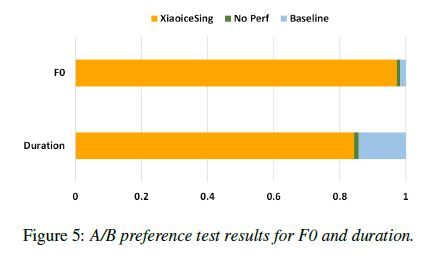 XiaoiceSing No Perf Baseline
F0
Duration
0 0.2 0.4 0.6 0.8 1
Figure 5: A/B preference test results for F0 and duration.